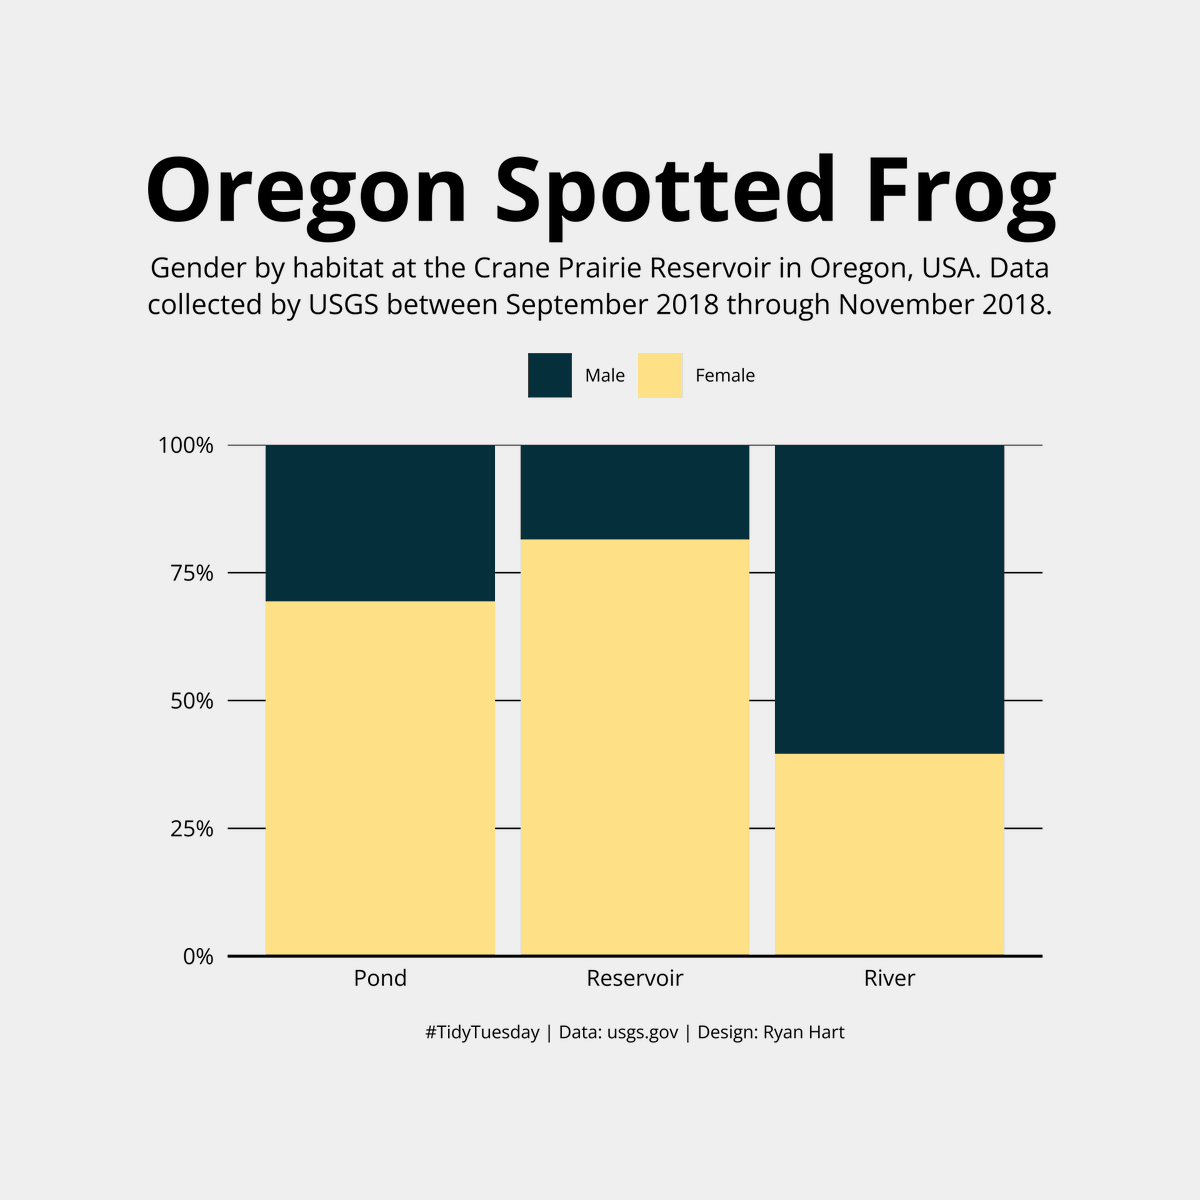 Oregon Spotted Frog
Gender by habitat at the Crane Prairie Reservoir in Oregon, USA. Data
collected by USGS between September 2018 through November 2018.
Male Female
100%
75%
50%
25%
0%
Pond Reservoir River
#TidyTuesday | Data: usgs.gov | Design: Ryan Hart